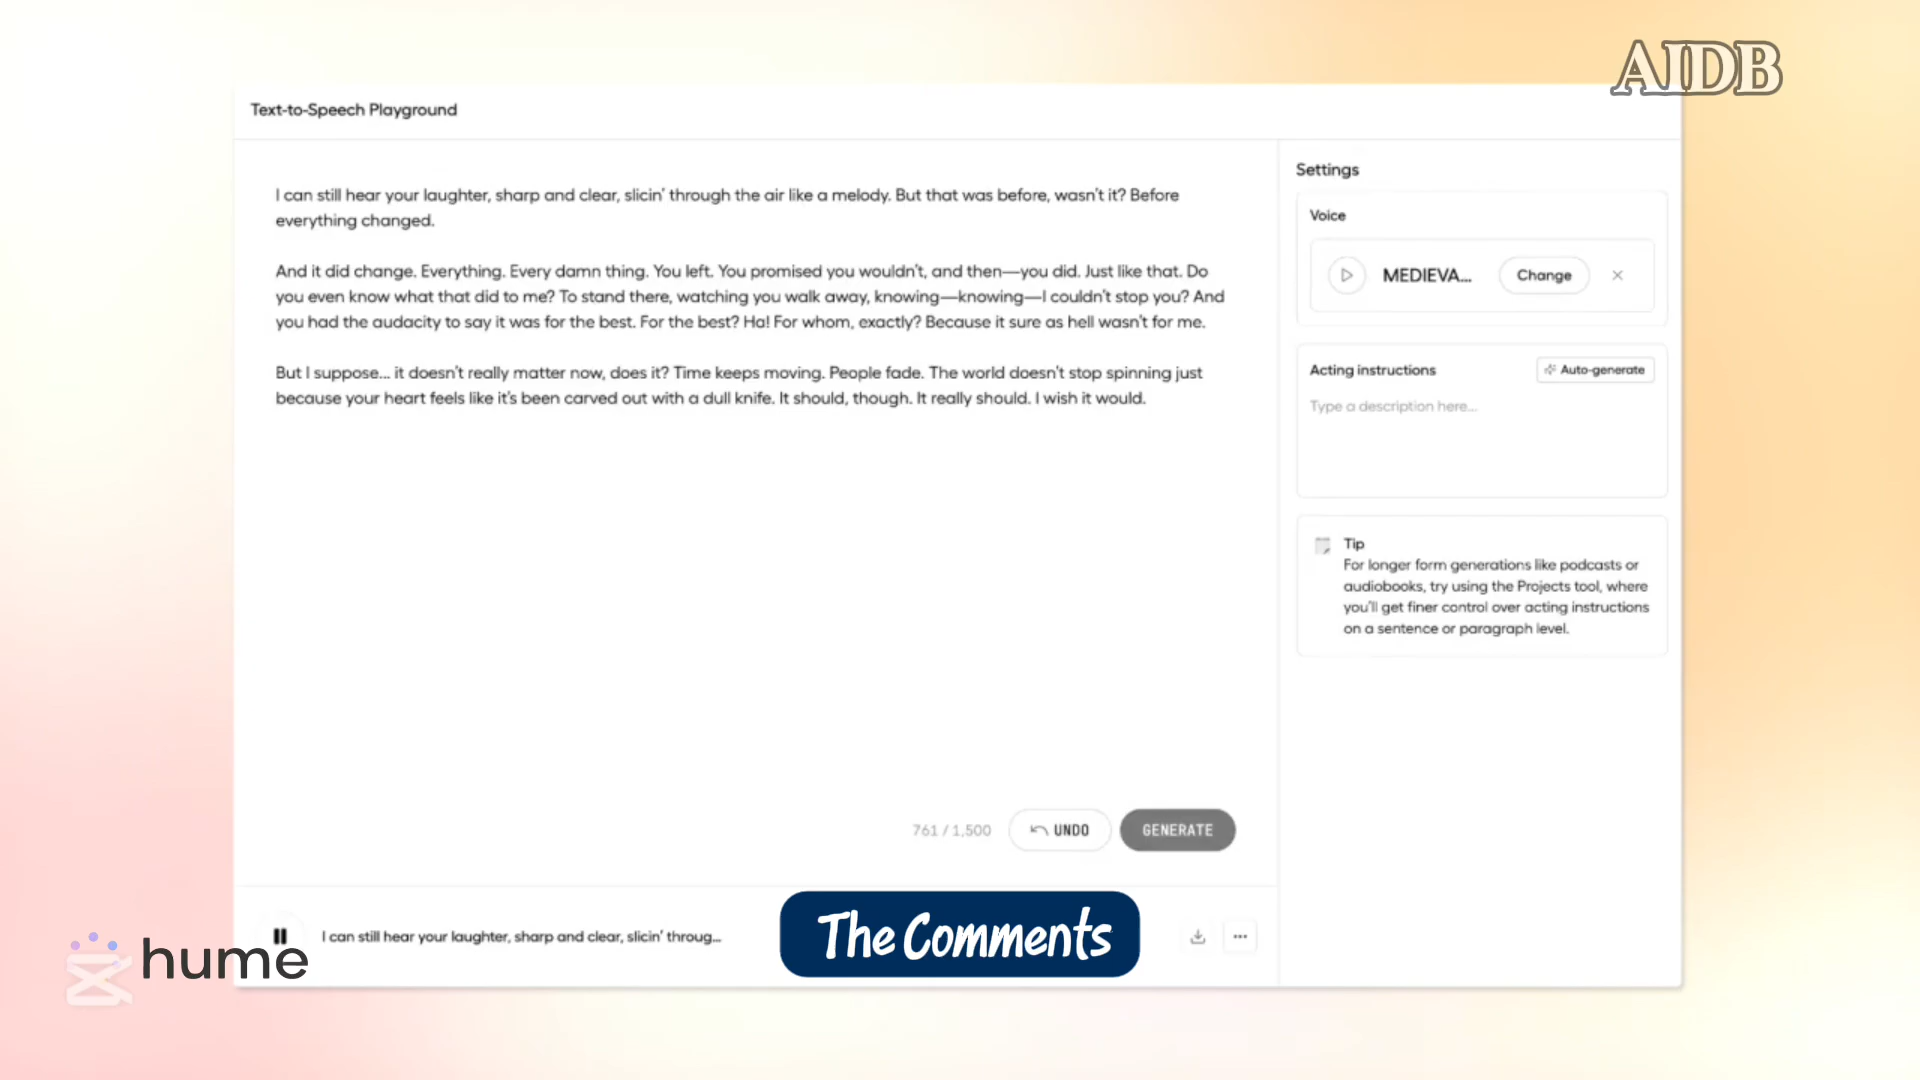 AIDB
Text-to-Speech Playground
I can still hear your laughter, sharp and clear, slicin' through the air like a melody. But that was before, wasn't it? Before
everything changed.
And it did change. Everything. Every damn thing. You left. You promised you wouldn't, and then—you did. Just like that. Do
you even know what that did to me? To stand there, watching you walk away, knowing—knowing—I couldn't stop you? And
you had the audacity to say it was for the best. For the best? Ha! For whom, exactly? Because it sure as hell wasn't for me.
But I suppose... it doesn't really matter now, does it? Time keeps moving. People fade. The world doesn't stop spinning just
because your heart feels like it's been carved out with a dull knife. It should, though. It really should. I wish it would.
761 / 1,500
UNDO
GENERATE
I can still hear your laughter, sharp and clear, slicin' throug...
The Comments
hume
Settings
Voice
MEDIEVA...
Change
Acting instructions
Auto-generate
Type a description here...
Tip
For longer form generations like podcasts or
audiobooks, try using the Projects tool, where
you'll get finer control over acting instructions
on a sentence or paragraph level.